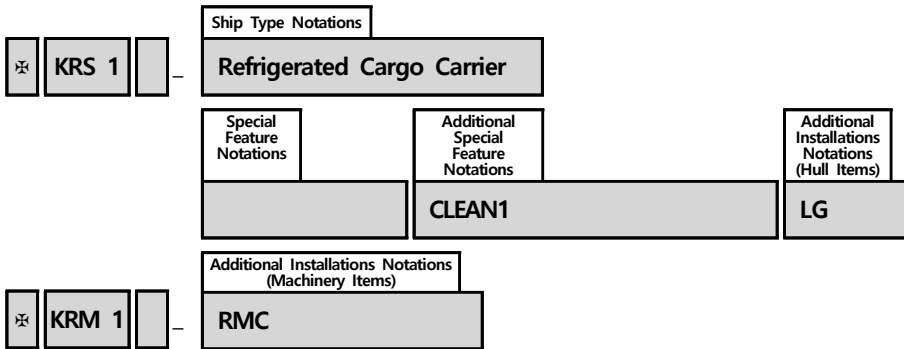 Ship Type Notations
✠ KRS 1 _ Refrigerated Cargo Carrier
Special
Feature
Notations
Additional
Special
Feature
Notations
Additional
Installations
Notations
(Hull Items)
CLEAN1 LG
Additional Installations Notations
(Machinery Items)
✠ KRM 1 _ RMC